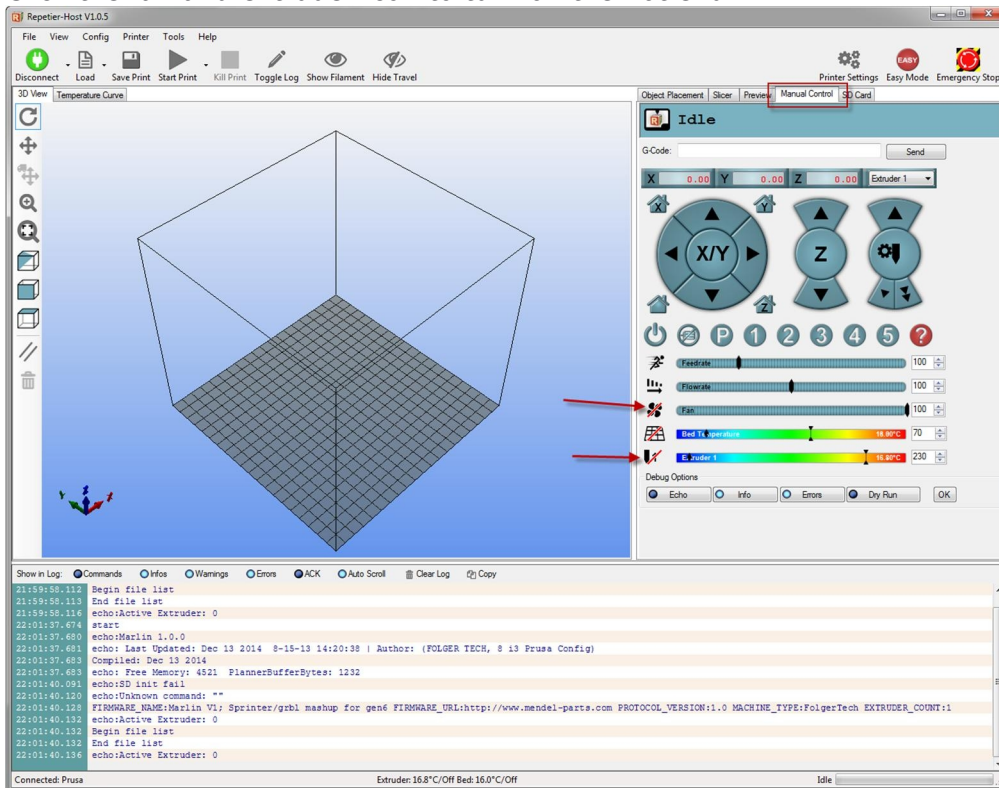 Repetier-Host V1.0.5
File View Config Printer Tools Help
Disconnect Load Save Print Start Print Kill Print Toggle Log Show Filament Hide Travel
Printer Settings Easy Mode Emergency Stop
EASY
3D View Temperature Curve
Object Placement Slicer Preview Manual Control SD Card
Idle
G-Code: Send
X 0.00 Y 0.00 Z 0.00 Extruder 1
X Y
X/Y Z
Z
P 1 2 3 4 5 ?
Feedrate 100
Flowrate 100
Fan 100
Bed Temperature 70
Extruder 1 16.80°C 230
Debug Options
Echo Info Errors Dry Run OK
Show in Log: Commands Infos Warnings Errors ACK Auto Scroll Clear Log Copy
21:59:58.112 Begin file list
21:59:58.113 End file list
21:59:58.116 echo:Active Extruder: 0
22:01:37.674 start
22:01:37.680 echo:Marlin 1.0.0
22:01:37.681 echo: Last Updated: Dec 13 2014 8-15-13 14:20:38 | Author: (FOLGER TECH, 8 i3 Prusa Config)
22:01:37.683 Compiled: Dec 13 2014
22:01:37.683 echo: Free Memory: 4521 PlannerBufferBytes: 1232
22:01:40.091 echo:SD init fail
22:01:40.120 echo:Unknown command: ""
22:01:40.128 FIRMWARE_NAME:Marlin V1; Sprinter/grbl mashup for gen6 FIRMWARE_URL:http://www.mendel-parts.com PROTOCOL_VERSION:1.0 MACHINE_TYPE:FolgerTech EXTRUDER_COUNT:1
22:01:40.132 echo:Active Extruder: 0
22:01:40.132 Begin file list
22:01:40.132 End file list
22:01:40.136 echo:Active Extruder: 0
Connected: Prusa Extruder: 16.8°C/Off Bed: 16.0°C/Off Idle